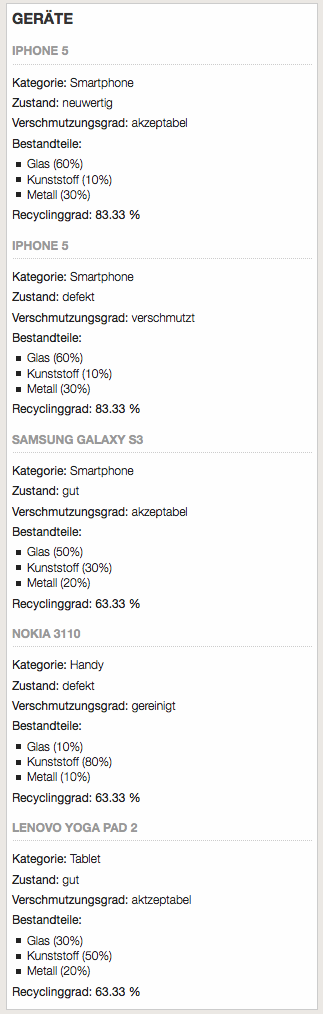 GERÄTE
IPHONE 5
Kategorie: Smartphone
Zustand: neuwertig
Verschmutzungsgrad: akzeptabel
Bestandteile:
Glas (60%)
Kunststoff (10%)
Metall (30%)
Recyclinggrad: 83.33 %
IPHONE 5
Kategorie: Smartphone
Zustand: defekt
Verschmutzungsgrad: verschmutzt
Bestandteile:
Glas (60%)
Kunststoff (10%)
Metall (30%)
Recyclinggrad: 83.33 %
SAMSUNG GALAXY S3
Kategorie: Smartphone
Zustand: gut
Verschmutzungsgrad: akzeptabel
Bestandteile:
Glas (50%)
Kunststoff (30%)
Metall (20%)
Recyclinggrad: 63.33 %
NOKIA 3110
Kategorie: Handy
Zustand: defekt
Verschmutzungsgrad: gereinigt
Bestandteile:
Glas (10%)
Kunststoff (80%)
Metall (10%)
Recyclinggrad: 63.33 %
LENOVO YOGA PAD 2
Kategorie: Tablet
Zustand: gut
Verschmutzungsgrad: aktzeptabel
Bestandteile:
Glas (30%)
Kunststoff (50%)
Metall (20%)
Recyclinggrad: 63.33 %